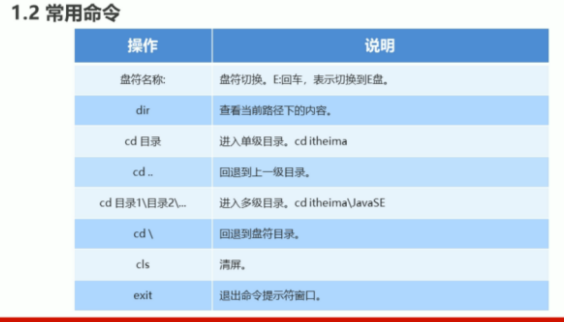 1.2 常用命令
操作 说明
盘符名称: 盘符切换。E:回车，表示切换到E盘。
dir 查看当前路径下的内容。
cd 目录 进入单级目录。cd itheima
cd .. 回退到上一级目录。
cd 目录1\目录2\... 进入多级目录。cd itheima\JavaSE
cd \ 回退到盘符目录。
cls 清屏。
exit 退出命令提示符窗口。